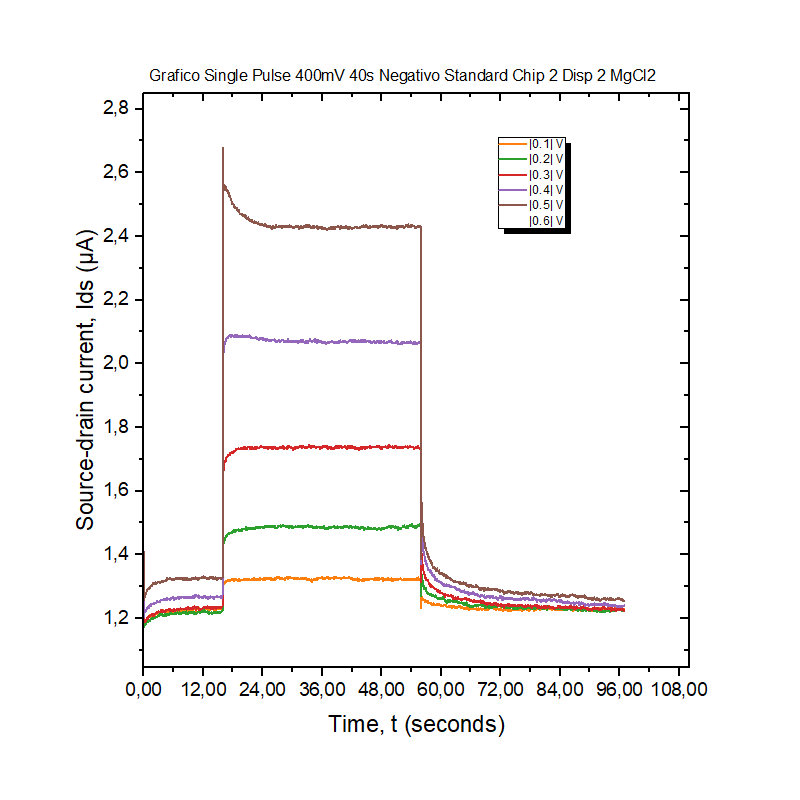 Grafico Single Pulse 400mV 40s Negativo Standard Chip 2 Disp 2 MgCl2
2,8
2,6
2,4
2,2
2,0
1,8
1,6
1,4
1,2
Source-drain current, Ids (μA)
|0.1| V
|0.2| V
|0.3| V
|0.4| V
|0.5| V
|0.6| V
0,00 12,00 24,00 36,00 48,00 60,00 72,00 84,00 96,00 108,00
Time, t (seconds)